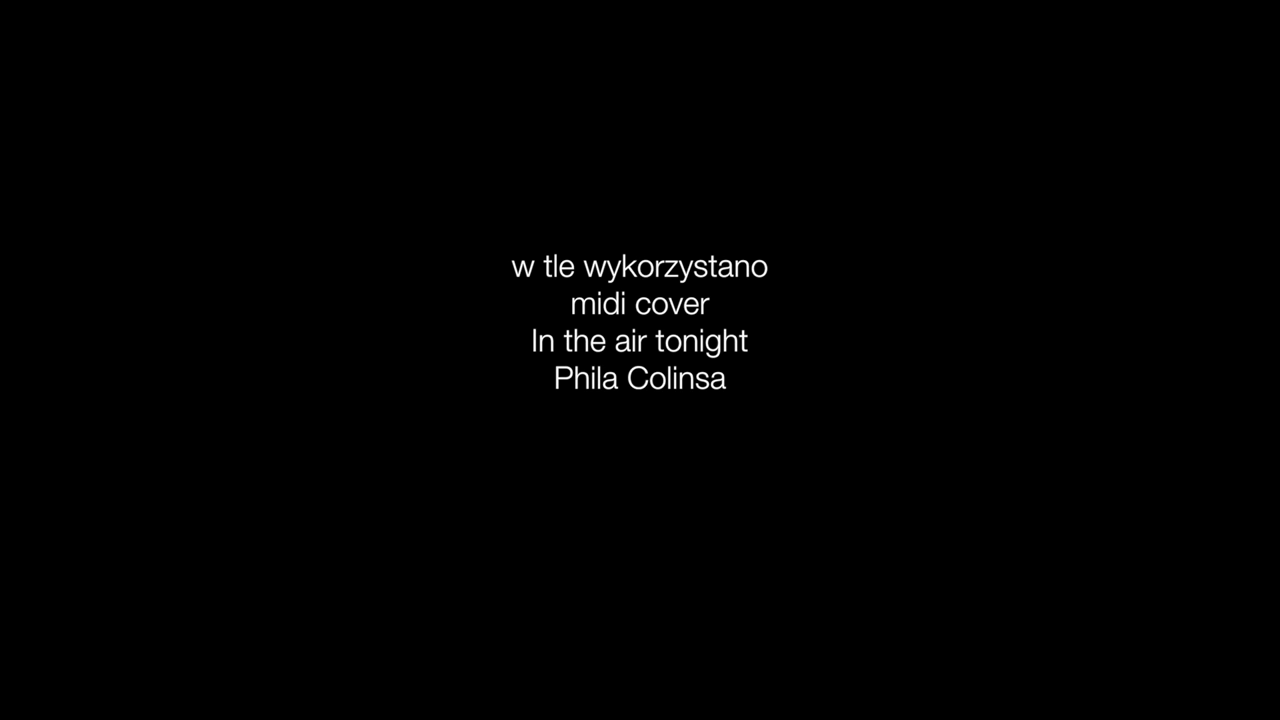 w tle wykorzystano
midi cover
In the air tonight
Phila Colinsa